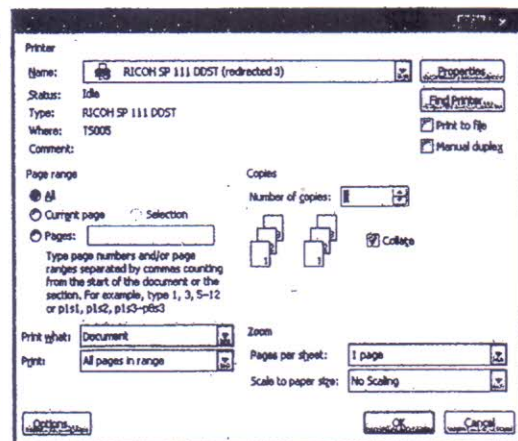 Printer
Name: RICOH SP 111 DDST (redirected 3)
Properties
Status: Idle
Find Printer...
Type: RICOH SP 111 DDST
Print to file
Where: TS005
Manual duplex
Comment:
Page range
Copies
All
Number of copies: 1
Current page Selection
Pages:
Collate
Type page numbers and/or page
ranges separated by commas counting
from the start of the document or the
section. For example, type 1, 3, 5–12
or p1s1, p1s2, p1s3–p8s3
Print what: Document
Zoom
Print: All pages in range
Pages per sheet: 1 page
Scale to paper size: No Scaling
Options...
OK
Cancel